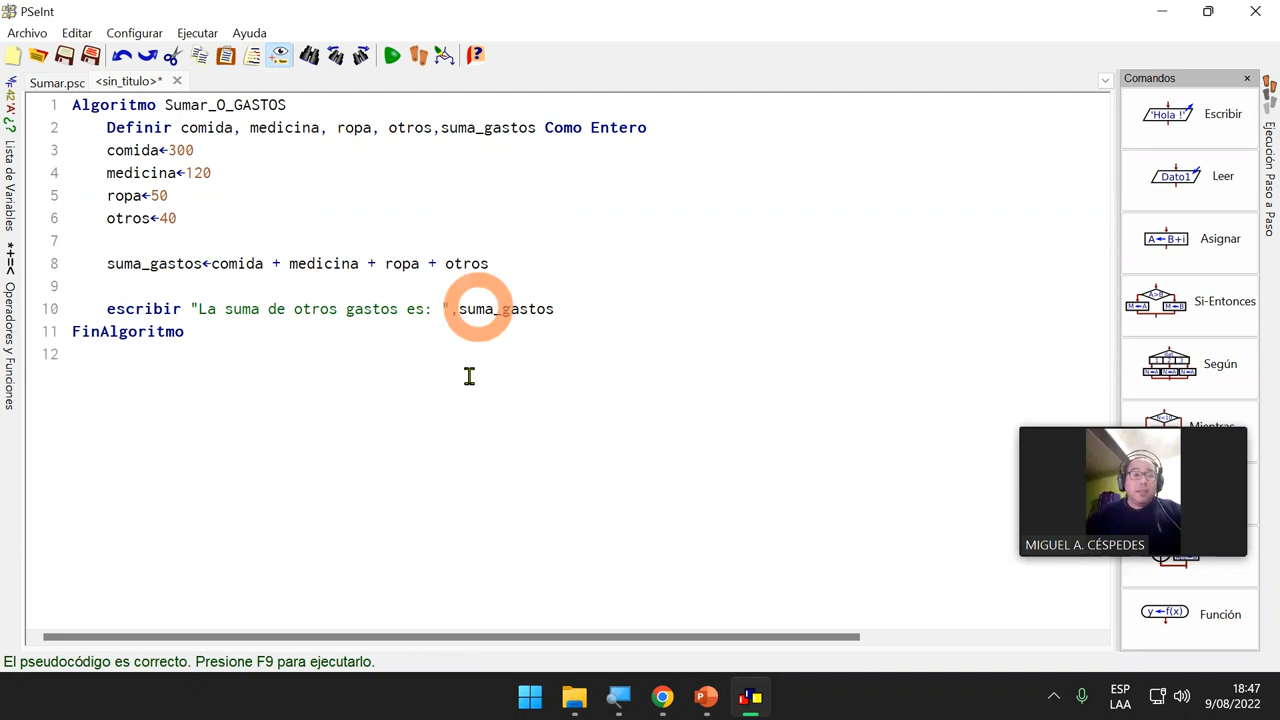 PSeInt
Archivo Editar Configurar Ejecutar Ayuda
Sumar.psc <sin_titulo>*
Comandos
1 Algoritmo Sumar_O_GASTOS
2 Definir comida, medicina, ropa, otros,suma_gastos Como Entero
3 comida←300
4 medicina←120
5 ropa←50
6 otros←40
7
8 suma_gastos←comida + medicina + ropa + otros
9
10 escribir "La suma de otros gastos es: ",suma_gastos
11 FinAlgoritmo
12
Lista de Variables
Operadores y Funciones
'Hola !' Escribir
Dato1 Leer
A←B+i Asignar
A>B Si-Entonces
Según
Mientras
y←f(x) Función
Ejecución Paso a Paso
MIGUEL A. CÉSPEDES
El pseudocódigo es correcto. Presione F9 para ejecutarlo.
ESP
LAA
18:47
9/08/2022